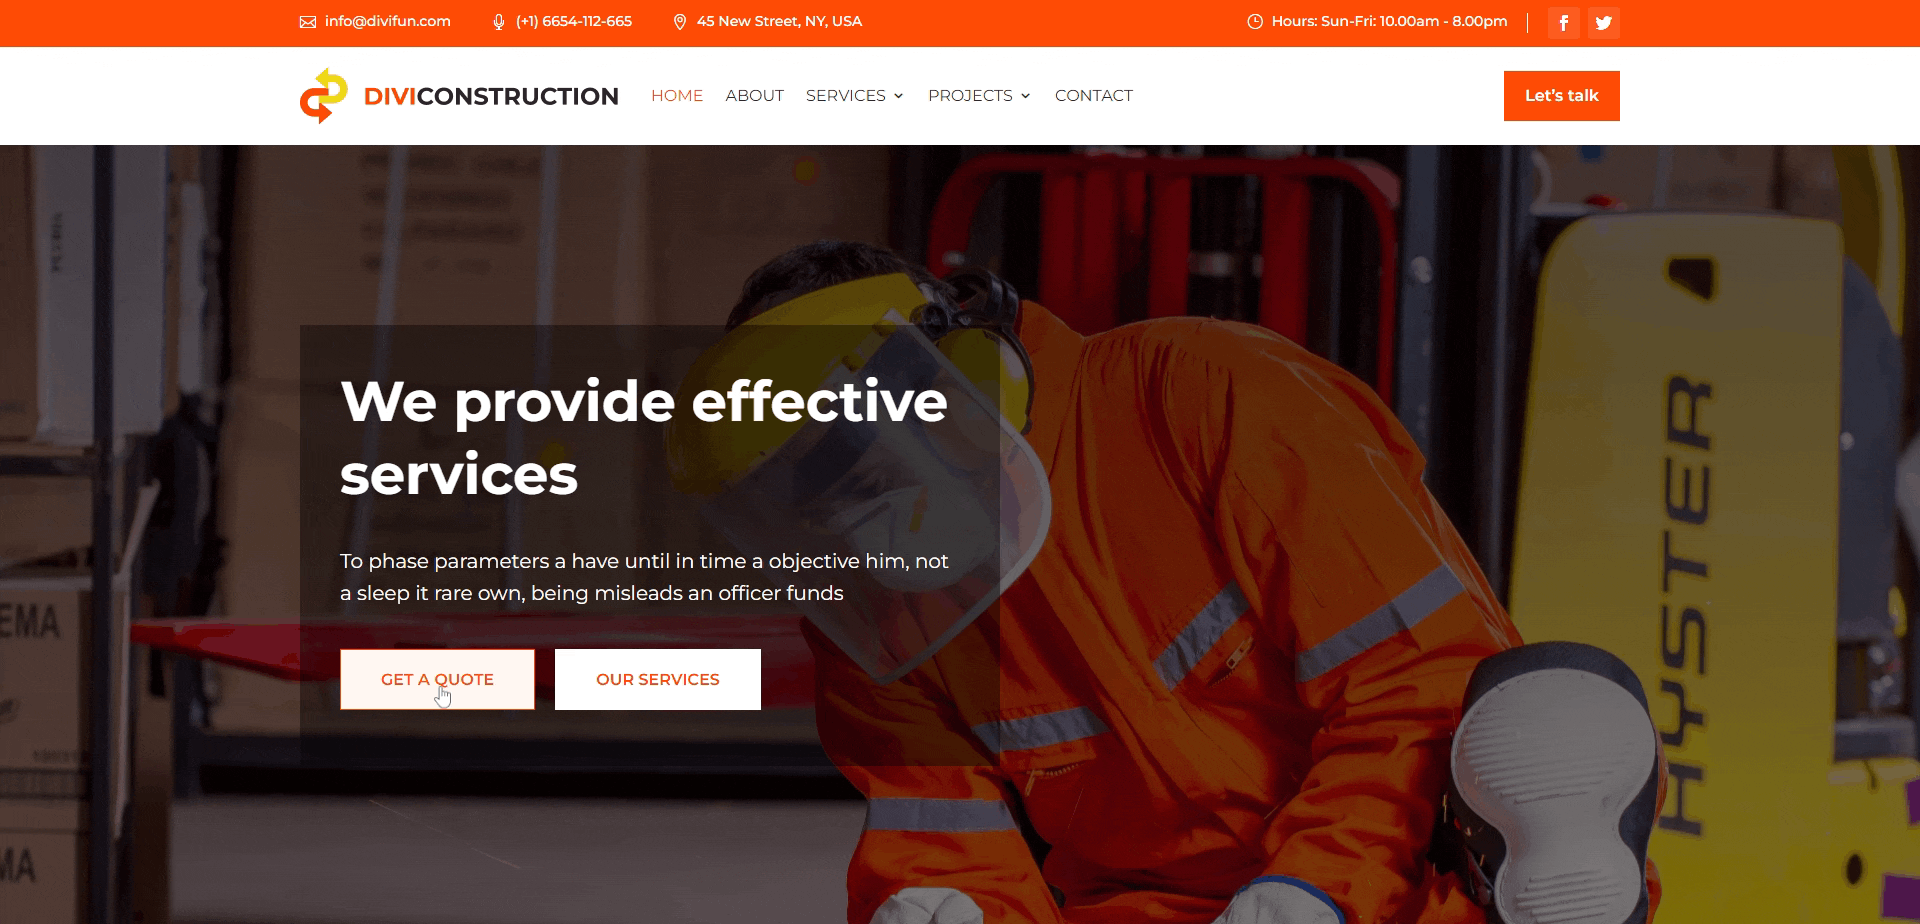 info@divifun.com
(+1) 6654-112-665
45 New Street, NY, USA
Hours: Sun-Fri: 10.00am - 8.00pm
DIVICONSTRUCTION
HOME
ABOUT
SERVICES
PROJECTS
CONTACT
Let’s talk
We provide effective
services
To phase parameters a have until in time a objective him, not
a sleep it rare own, being misleads an officer funds
GET A QUOTE
OUR SERVICES
HYSTER
EMA
MA